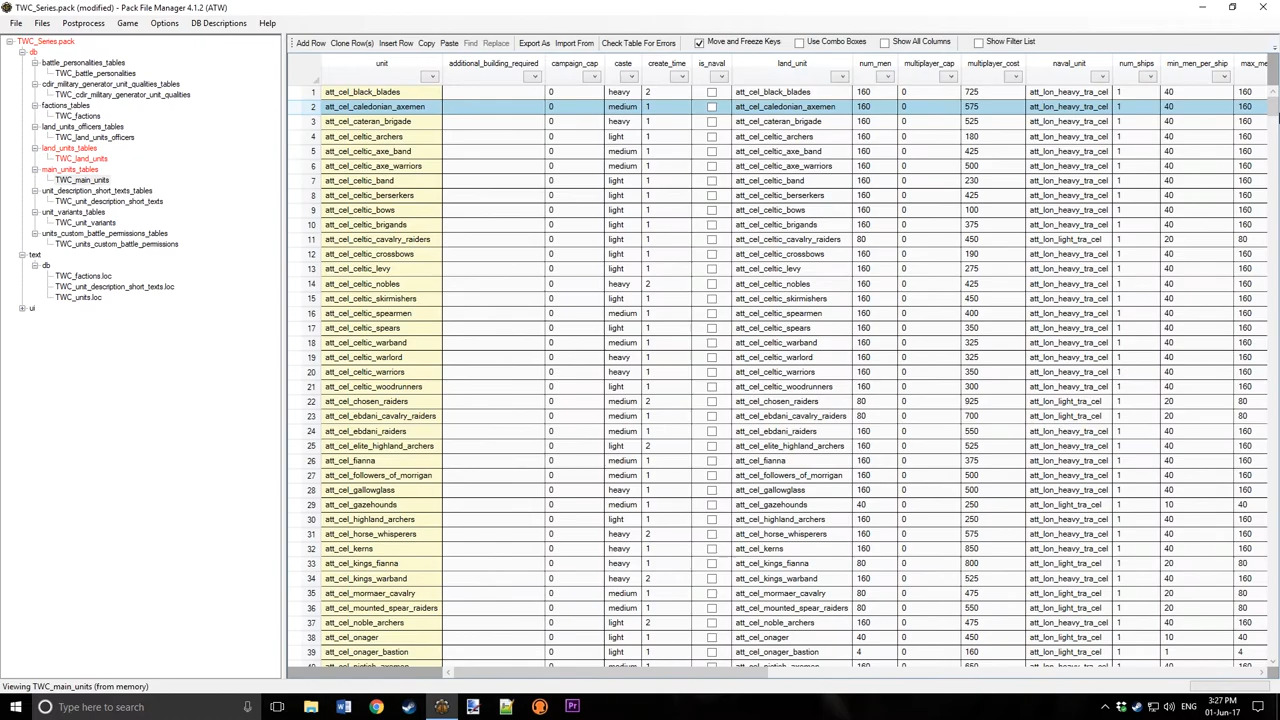 TWC_Series.pack (modified) - Pack File Manager 4.1.2 (ATW)
File Files Postprocess Game Options DB Descriptions Help
TWC_Series.pack
db
battle_personalities_tables
TWC_battle_personalities
cdir_military_generator_unit_qualities_tables
TWC_cdir_military_generator_unit_qualities
factions_tables
TWC_factions
land_units_officers_tables
TWC_land_units_officers
land_units_tables
TWC_land_units
main_units_tables
TWC_main_units
unit_description_short_texts_tables
TWC_unit_description_short_texts
unit_variants_tables
TWC_unit_variants
units_custom_battle_permissions_tables
TWC_units_custom_battle_permissions
text
db
TWC_factions.loc
TWC_unit_description_short_texts.loc
TWC_units.loc
ui
Add Row Clone Row(s) Insert Row Copy Paste Find Replace Export As Import From Check Table For Errors Move and Freeze Keys Use Combo Boxes Show All Columns Show Filter List
unit additional_building_required campaign_cap caste create_time is_naval land_unit num_men multiplayer_cap multiplayer_cost naval_unit num_ships min_men_per_ship max_me
1 att_cel_black_blades 0 heavy 2 att_cel_black_blades 160 0 725 att_lon_heavy_tra_cel 1 40 160
2 att_cel_caledonian_axemen 0 medium 1 att_cel_caledonian_axemen 160 0 575 att_lon_heavy_tra_cel 1 40 160
3 att_cel_cateran_brigade 0 heavy 1 att_cel_cateran_brigade 160 0 525 att_lon_heavy_tra_cel 1 40 160
4 att_cel_celtic_archers 0 light 1 att_cel_celtic_archers 160 0 180 att_lon_heavy_tra_cel 1 40 160
5 att_cel_celtic_axe_band 0 medium 1 att_cel_celtic_axe_band 160 0 425 att_lon_heavy_tra_cel 1 40 160
6 att_cel_celtic_axe_warriors 0 medium 1 att_cel_celtic_axe_warriors 160 0 500 att_lon_heavy_tra_cel 1 40 160
7 att_cel_celtic_band 0 light 1 att_cel_celtic_band 160 0 230 att_lon_heavy_tra_cel 1 40 160
8 att_cel_celtic_berserkers 0 light 1 att_cel_celtic_berserkers 160 0 425 att_lon_heavy_tra_cel 1 40 160
9 att_cel_celtic_bows 0 light 1 att_cel_celtic_bows 160 0 100 att_lon_heavy_tra_cel 1 40 160
10 att_cel_celtic_brigands 0 light 1 att_cel_celtic_brigands 160 0 225 att_lon_heavy_tra_cel 1 40 160
11 att_cel_celtic_cavalry_raiders 0 light 1 att_cel_celtic_cavalry_raiders 80 0 450 att_lon_light_tra_cel 1 20 80
12 att_cel_celtic_crossbows 0 light 1 att_cel_celtic_crossbows 160 0 190 att_lon_heavy_tra_cel 1 40 160
13 att_cel_celtic_levy 0 light 1 att_cel_celtic_levy 160 0 275 att_lon_heavy_tra_cel 1 40 160
14 att_cel_celtic_nobles 0 heavy 2 att_cel_celtic_nobles 160 0 425 att_lon_heavy_tra_cel 1 40 160
15 att_cel_celtic_skirmishers 0 light 1 att_cel_celtic_skirmishers 160 0 450 att_lon_heavy_tra_cel 1 40 160
16 att_cel_celtic_spearmen 0 medium 1 att_cel_celtic_spearmen 160 0 400 att_lon_heavy_tra_cel 1 40 160
17 att_cel_celtic_spears 0 light 1 att_cel_celtic_spears 160 0 350 att_lon_heavy_tra_cel 1 40 160
18 att_cel_celtic_warband 0 medium 1 att_cel_celtic_warband 160 0 325 att_lon_heavy_tra_cel 1 40 160
19 att_cel_celtic_warlord 0 heavy 1 att_cel_celtic_warlord 160 0 325 att_lon_heavy_tra_cel 1 40 160
20 att_cel_celtic_warriors 0 heavy 1 att_cel_celtic_warriors 160 0 350 att_lon_heavy_tra_cel 1 40 160
21 att_cel_celtic_woodrunners 0 light 1 att_cel_celtic_woodrunners 160 0 300 att_lon_heavy_tra_cel 1 40 160
22 att_cel_chosen_raiders 0 medium 2 att_cel_chosen_raiders 80 0 925 att_lon_light_tra_cel 1 20 80
23 att_cel_ebdani_cavalry_raiders 0 medium 1 att_cel_ebdani_cavalry_raiders 80 0 700 att_lon_light_tra_cel 1 20 80
24 att_cel_ebdani_raiders 0 medium 1 att_cel_ebdani_raiders 160 0 550 att_lon_heavy_tra_cel 1 40 160
25 att_cel_elite_highland_archers 0 light 2 att_cel_elite_highland_archers 160 0 525 att_lon_heavy_tra_cel 1 40 160
26 att_cel_fianna 0 medium 1 att_cel_fianna 160 0 375 att_lon_heavy_tra_cel 1 40 160
27 att_cel_followers_of_morrigan 0 medium 1 att_cel_followers_of_morrigan 160 0 500 att_lon_heavy_tra_cel 1 40 160
28 att_cel_gallowglass 0 heavy 1 att_cel_gallowglass 160 0 500 att_lon_heavy_tra_cel 1 40 160
29 att_cel_gazehounds 0 medium 1 att_cel_gazehounds 40 0 250 att_lon_light_tra_cel 1 10 40
30 att_cel_highland_archers 0 light 1 att_cel_highland_archers 160 0 300 att_lon_heavy_tra_cel 1 40 160
31 att_cel_horse_whisperers 0 heavy 2 att_cel_horse_whisperers 160 0 575 att_lon_heavy_tra_cel 1 40 160
32 att_cel_kerns 0 heavy 1 att_cel_kerns 160 0 850 att_lon_heavy_tra_cel 1 40 160
33 att_cel_kings_fianna 0 heavy 1 att_cel_kings_fianna 80 0 800 att_lon_light_tra_cel 1 20 80
34 att_cel_kings_warband 0 heavy 2 att_cel_kings_warband 160 0 525 att_lon_heavy_tra_cel 1 40 160
35 att_cel_mormaer_cavalry 0 medium 1 att_cel_mormaer_cavalry 80 0 475 att_lon_light_tra_cel 1 20 80
36 att_cel_mounted_spear_raiders 0 medium 1 att_cel_mounted_spear_raiders 80 0 550 att_lon_light_tra_cel 1 20 80
37 att_cel_noble_archers 0 light 2 att_cel_noble_archers 160 0 475 att_lon_heavy_tra_cel 1 40 160
38 att_cel_onager 0 light 1 att_cel_onager 40 0 450 att_lon_light_tra_cel 1 10 40
39 att_cel_onager_bastion 0 medium 1 att_cel_onager_bastion 4 0 160 att_lon_heavy_tra_cel 1 1 4
Viewing TWC_main_units (from memory)
Type here to search
ENG 3:27 PM
01-Jun-17